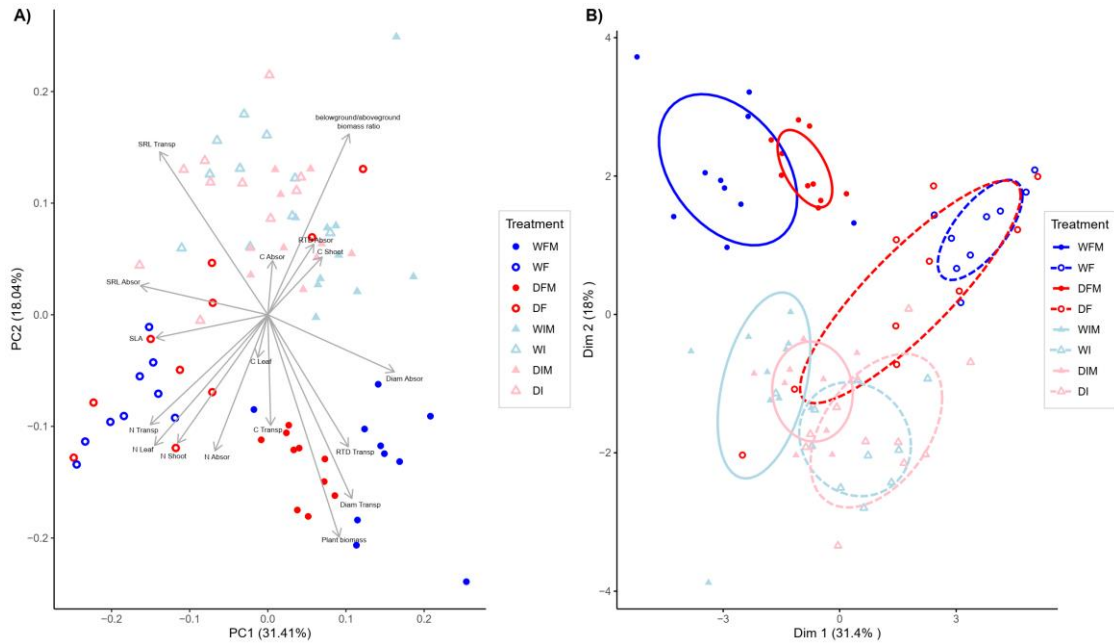 A)
0.2
0.1
0.0
−0.1
−0.2
PC2 (18.04%)
belowground/aboveground
biomass ratio
SRL Transp
RTD Absor
C Shoot
C Absor
SRL Absor
SLA
C Leaf
Diam Absor
N Transp
C Transp
N Leaf
N Shoot
N Absor
RTD Transp
Diam Transp
Plant biomass
−0.2
−0.1
0.0
0.1
0.2
PC1 (31.41%)
Treatment
WFM
WF
DFM
DF
WIM
WI
DIM
DI
B)
4
2
0
−2
−4
Dim 2 (18% )
−3
0
3
Dim 1 (31.4% )
Treatment
WFM
WF
DFM
DF
WIM
WI
DIM
DI